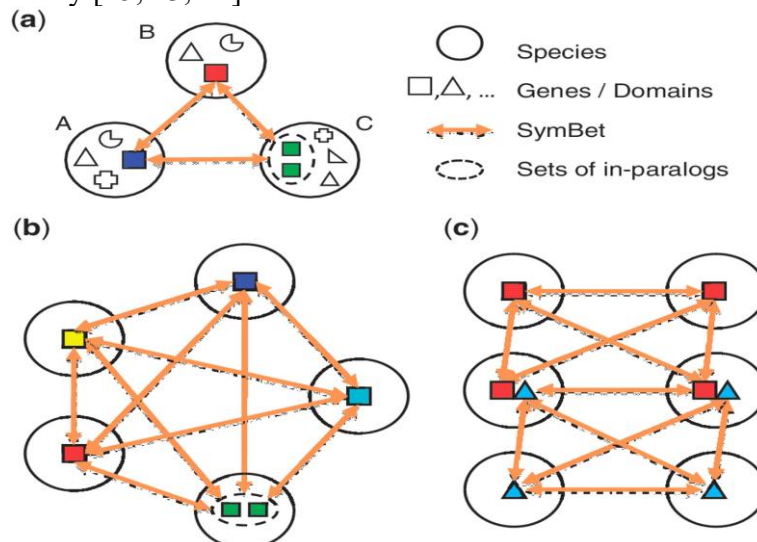 (a)
B
A
C
Species
□,△, ... Genes / Domains
SymBet
Sets of in-paralogs
(b)
(c)